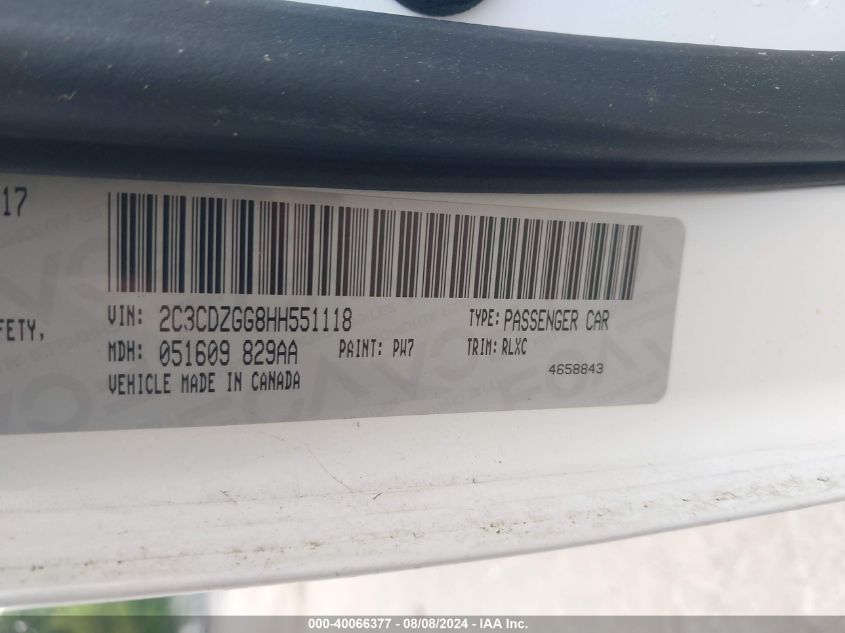 17
VIN: 2C3CDZGG8HH551118 TYPE: PASSENGER CAR
FETY,
MDH: 051609 829AA PAINT: PW7 TRIM: RLXC
VEHICLE MADE IN CANADA 4658843
000-40066377 - 08/08/2024 - IAA Inc.